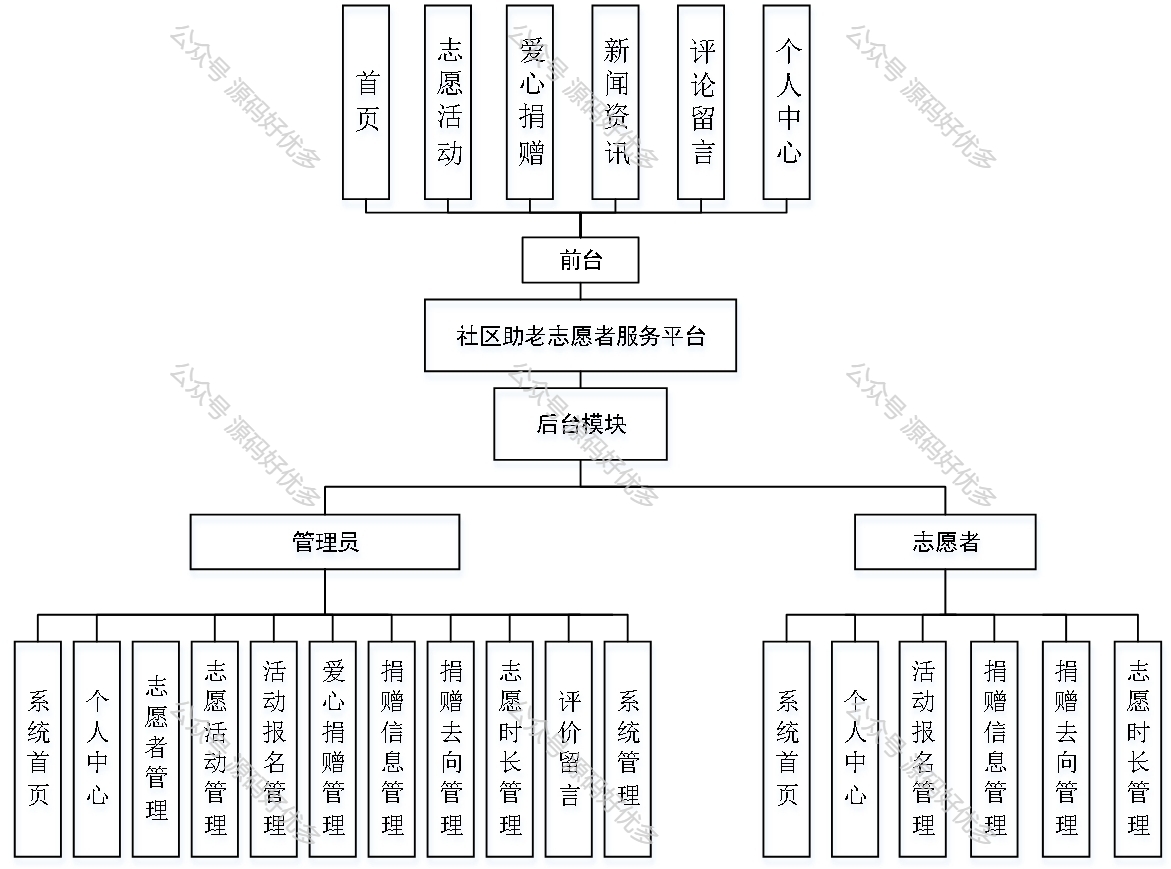 首页
志愿活动
爱心捐赠
新闻资讯
评论留言
个人中心
前台
社区助老志愿者服务平台
后台模块
管理员
志愿者
系统首页
个人中心
志愿者管理
志愿活动管理
活动报名管理
爱心捐赠管理
捐赠信息管理
捐赠去向管理
志愿时长管理
评价留言
系统管理
系统首页
个人中心
活动报名管理
捐赠信息管理
捐赠去向管理
志愿时长管理
公众号 源码好优多
公众号 源码好优多
公众号 源码好优多
公众号 源码好优多
公众号 源码好优多
公众号 源码好优多
公众号 源码好优多
公众号 源码好优多
公众号 源码好优多